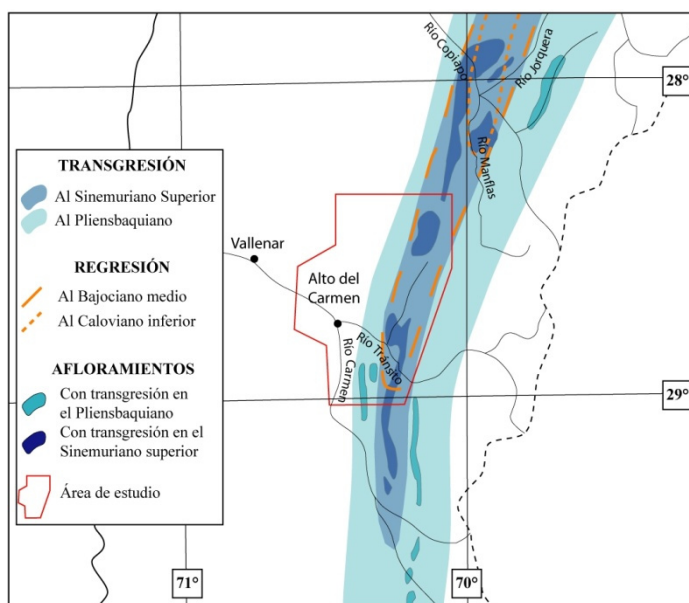 Río Copiapó
Río Jorquera
28°
Río Manflas
TRANSGRESIÓN
Al Sinemuriano Superior
Al Pliensbaquiano
REGRESIÓN
Al Bajociano medio
Al Caloviano inferior
AFLORAMIENTOS
Con transgresión en
el Pliensbaquiano
Con transgresión en el
Sinemuriano superior
Área de estudio
Vallenar
Alto del
Carmen
Río Tránsito
Río Carmen
29°
71°
70°